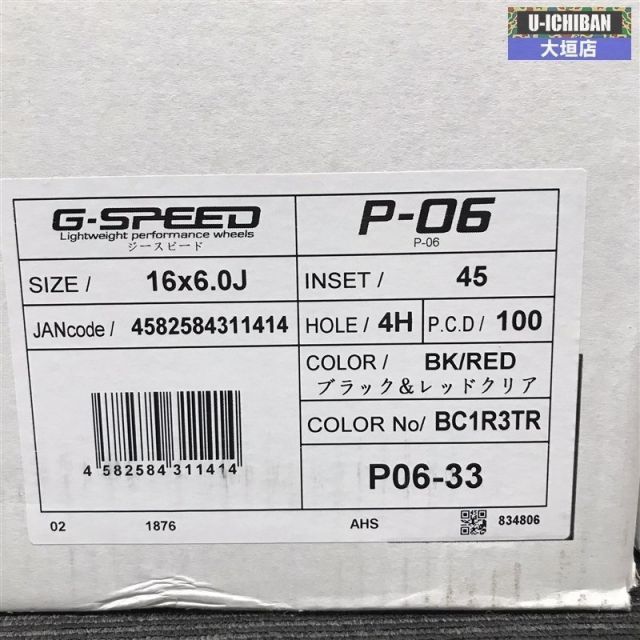 U-ICHIBAN
大垣店
G-SPEED
Lightweight performance wheels
ジースピード
P-06
P-06
SIZE / 16x6.0J
INSET / 45
JANcode / 4582584311414
HOLE / 4H P.C.D / 100
COLOR / BK/RED
ブラック&レッドクリア
COLOR No/ BC1R3TR
4 582584 311414
P06-33
02 1876 AHS 834806